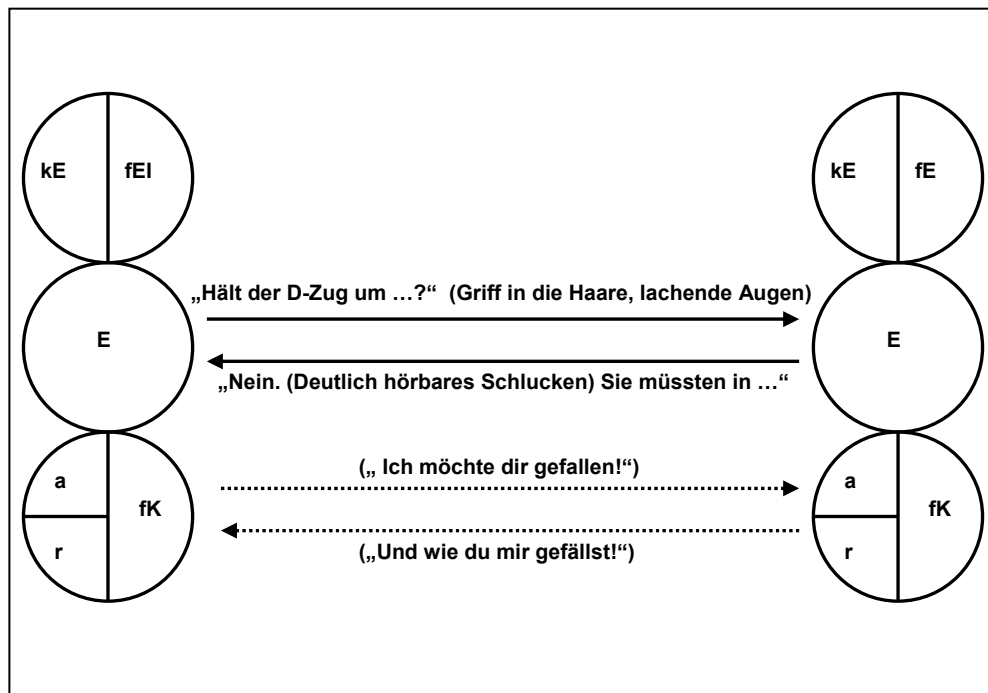 kE fEl kE fE
„Hält der D-Zug um …?“ (Griff in die Haare, lachende Augen)
E E
„Nein. (Deutlich hörbares Schlucken) Sie müssten in …“
(„ Ich möchte dir gefallen!“)
a fK a fK
r r
(„Und wie du mir gefällst!“)